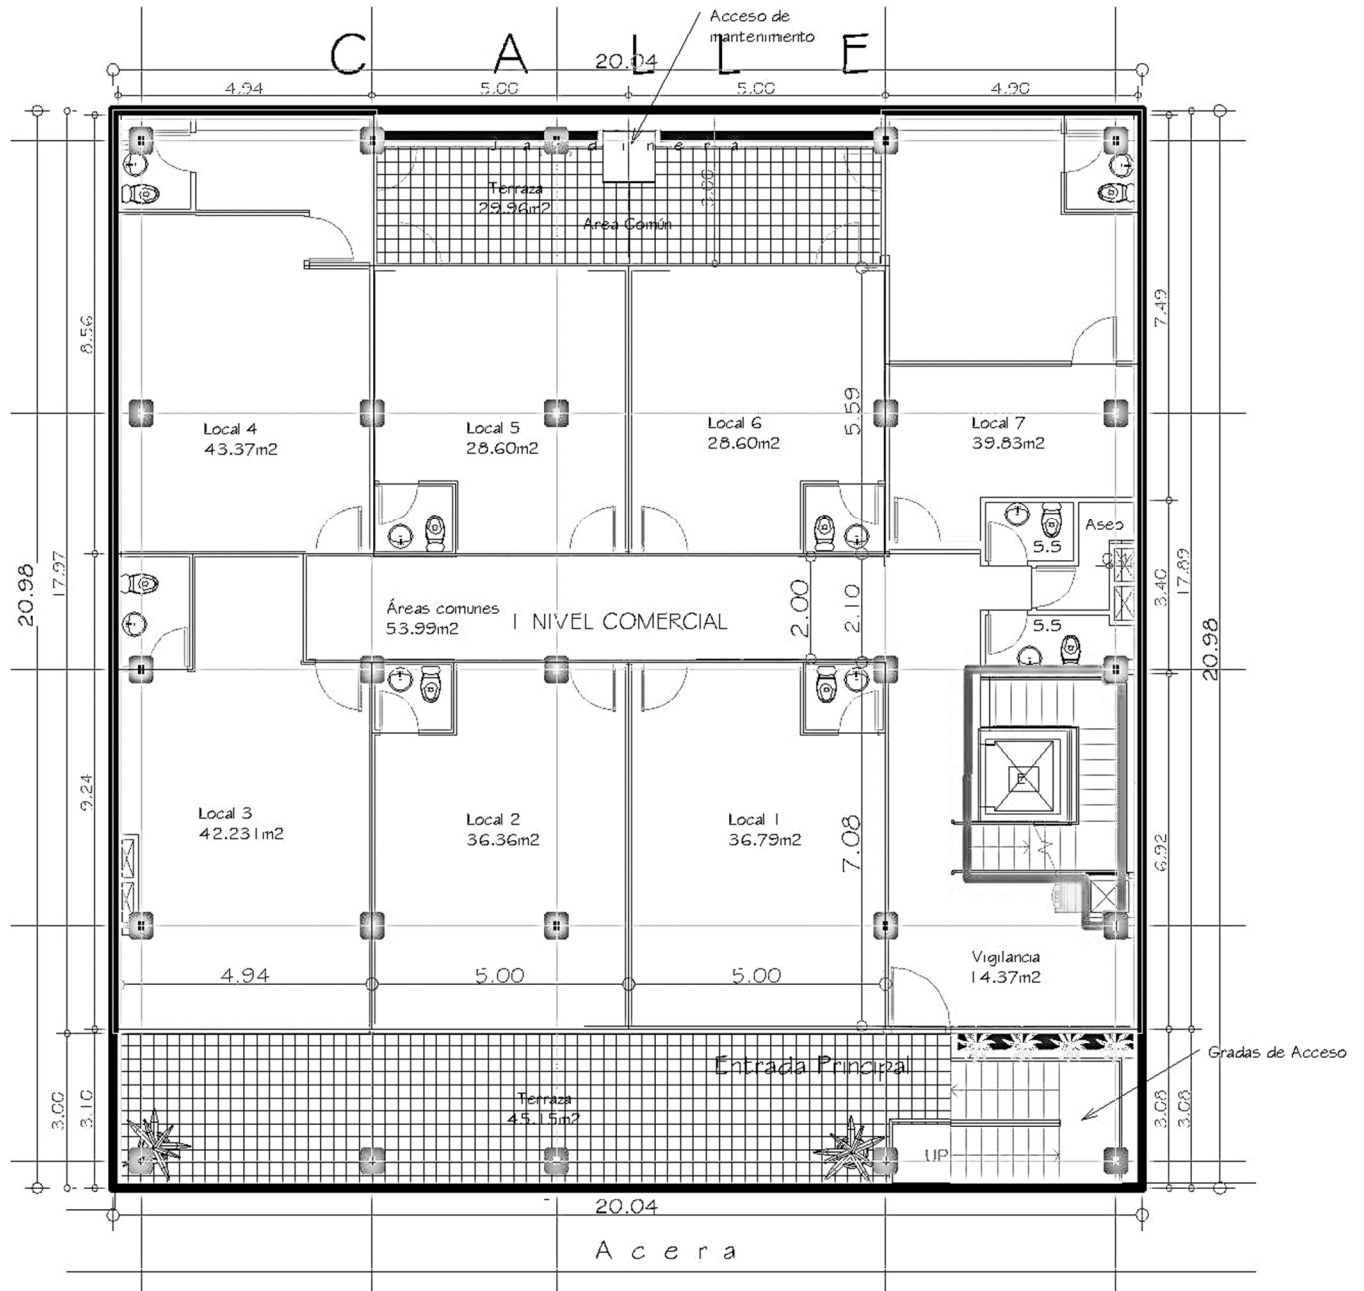 Acceso de
mantenimiento
C A L L E
20.04
4.94
5.00
5.00
4.90
J a r d i n e r a
Terraza
29.96m2
Area Común
3.00
8.56
7.49
5.59
Local 4
43.37m2
Local 5
28.60m2
Local 6
28.60m2
Local 7
39.83m2
Aseo
5.5
20.98
17.97
Áreas comunes
53.99m2
I NIVEL COMERCIAL
2.00
2.10
5.5
3.40
17.89
20.98
9.24
Local 3
42.231m2
Local 2
36.36m2
Local 1
36.79m2
7.08
6.92
4.94
5.00
5.00
Vigilancia
14.37m2
Entrada Principal
Gradas de Acceso
Terraza
45.15m2
3.00
3.10
3.08
3.08
UP
20.04
A c e r a